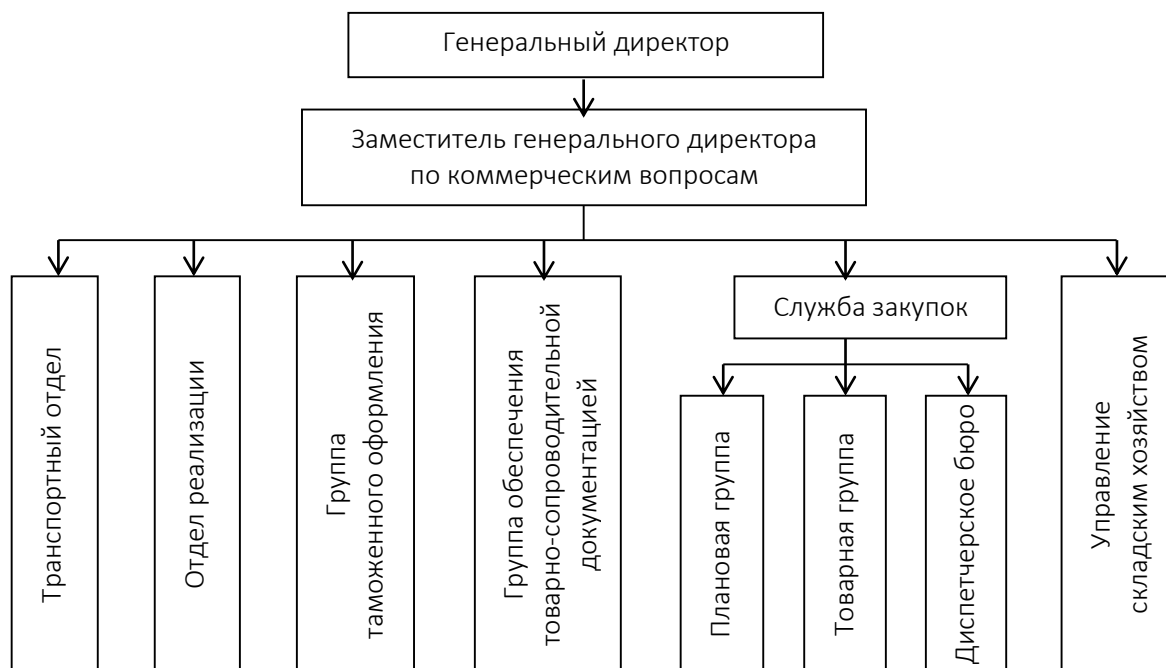 Генеральный директор
Заместитель генерального директора
по коммерческим вопросам
Транспортный отдел
Отдел реализации
Группа
таможенного оформления
Группа обеспечения
товарно-сопроводительной
документацией
Служба закупок
Плановая группа
Товарная группа
Диспетчерское бюро
Управление
складским хозяйством